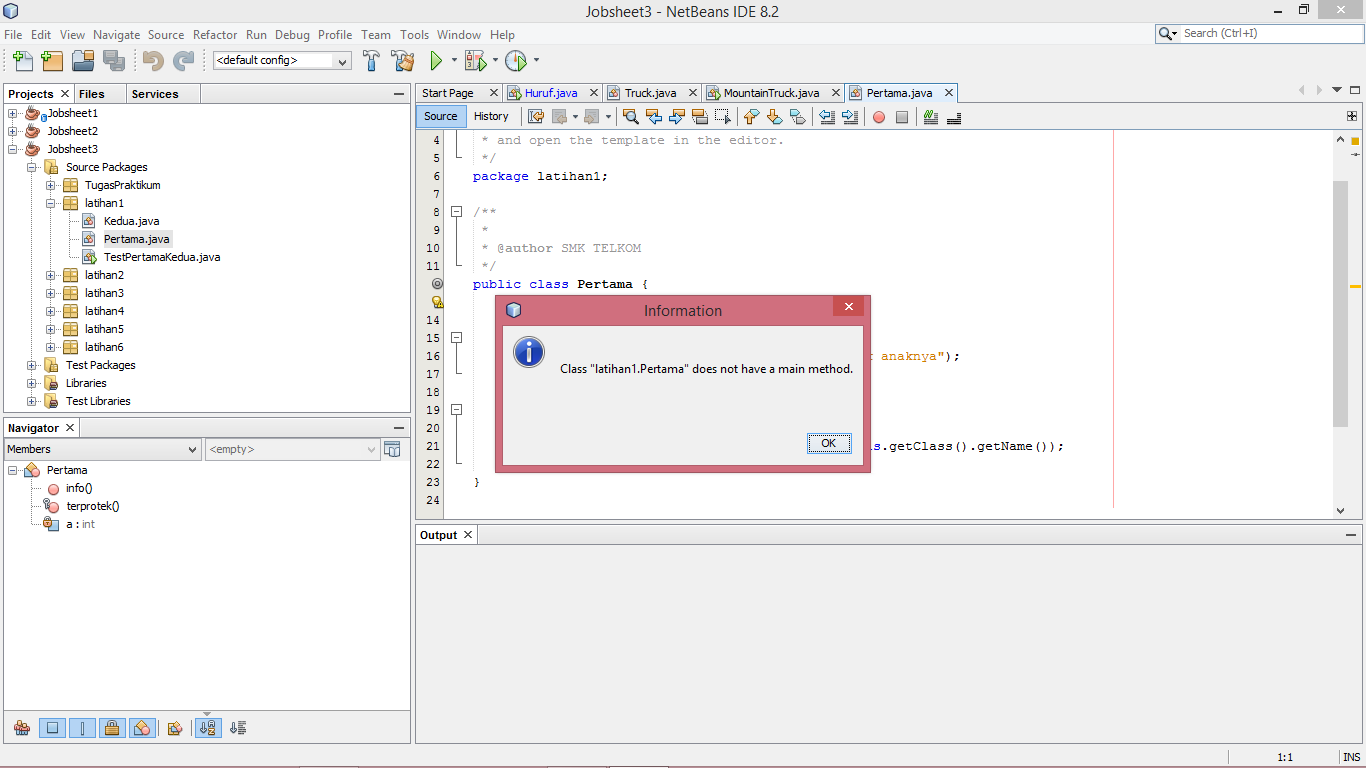 Jobsheet3 - NetBeans IDE 8.2
File Edit View Navigate Source Refactor Run Debug Profile Team Tools Window Help
Search (Ctrl+I)
<default config>
Projects Files Services
Jobsheet1
Jobsheet2
Jobsheet3
Source Packages
TugasPraktikum
latihan1
Kedua.java
Pertama.java
TestPertamaKedua.java
latihan2
latihan3
latihan4
latihan5
latihan6
Test Packages
Libraries
Test Libraries
Navigator
Members <empty>
Pertama
info()
terprotek()
a : int
Start Page Huruf.java Truck.java MountainTruck.java Pertama.java
Source History
4 * and open the template in the editor.
5 */
6 package latihan1;
7
8 /**
9 *
10 * @author SMK TELKOM
11 */
public class Pertama {
14
15
16 anaknya");
17
18
19
20
21 s.getClass().getName());
22
23 }
24
Information
Class "latihan1.Pertama" does not have a main method.
OK
Output
1:1 INS